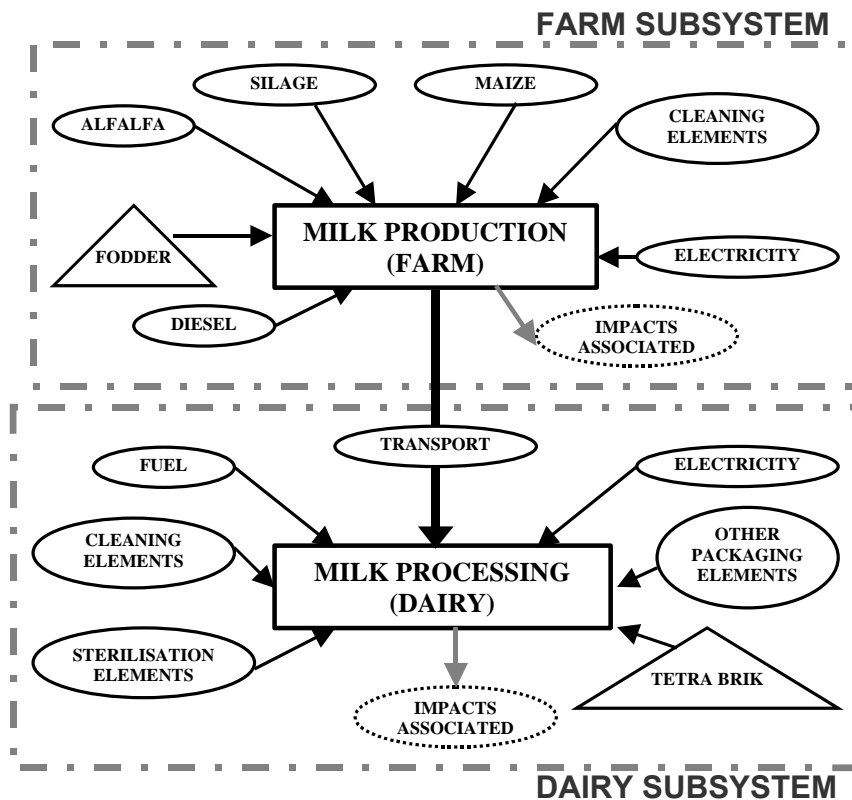 FARM SUBSYSTEM
SILAGE
MAIZE
ALFALFA
CLEANING
ELEMENTS
MILK PRODUCTION
(FARM)
FODDER
ELECTRICITY
DIESEL
IMPACTS
ASSOCIATED
TRANSPORT
FUEL
ELECTRICITY
CLEANING
ELEMENTS
OTHER
PACKAGING
ELEMENTS
MILK PROCESSING
(DAIRY)
STERILISATION
ELEMENTS
TETRA BRIK
IMPACTS
ASSOCIATED
DAIRY SUBSYSTEM